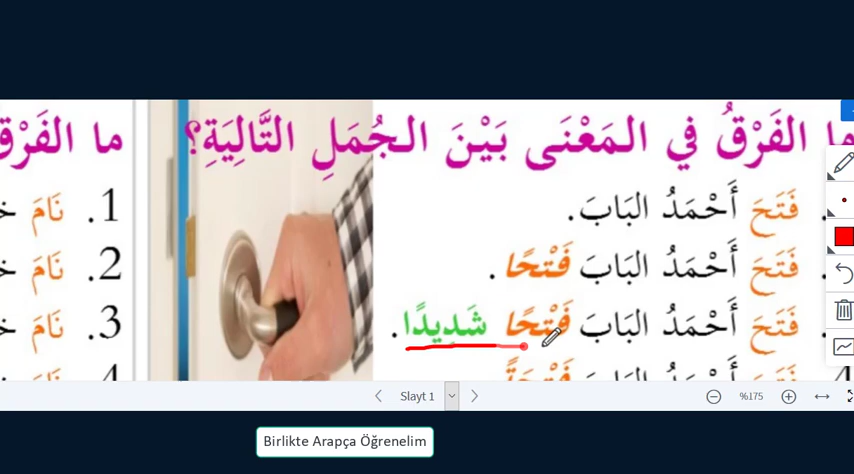 ما الفَرْقُ في المَعْنَى بَيْنَ الجُمَلِ التَّالِيَةِ؟
فَتَحَ أَحْمَدُ البَابَ.
فَتَحَ أَحْمَدُ البَابَ فَتْحًا.
فَتَحَ أَحْمَدُ البَابَ فَتْحًا شَدِيدًا.
ما الفَرْقُ
1. نَامَ
2. نَامَ
3. نَامَ
Slayt 1
%175
Birlikte Arapça Öğrenelim